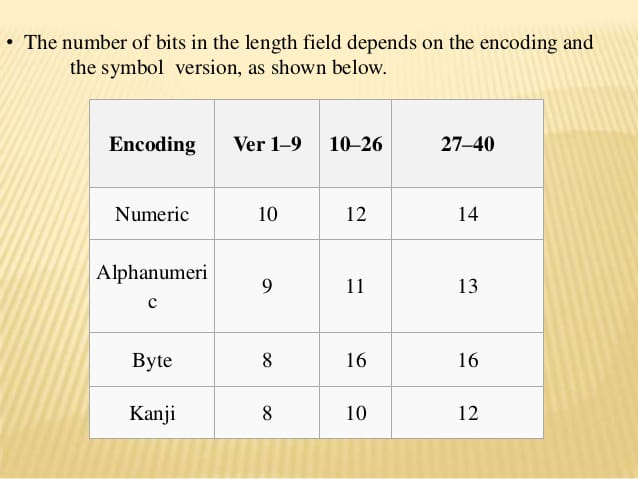 • The number of bits in the length field depends on the encoding and
the symbol version, as shown below.
Encoding Ver 1–9 10–26 27–40
Numeric 10 12 14
Alphanumeri
c 9 11 13
Byte 8 16 16
Kanji 8 10 12